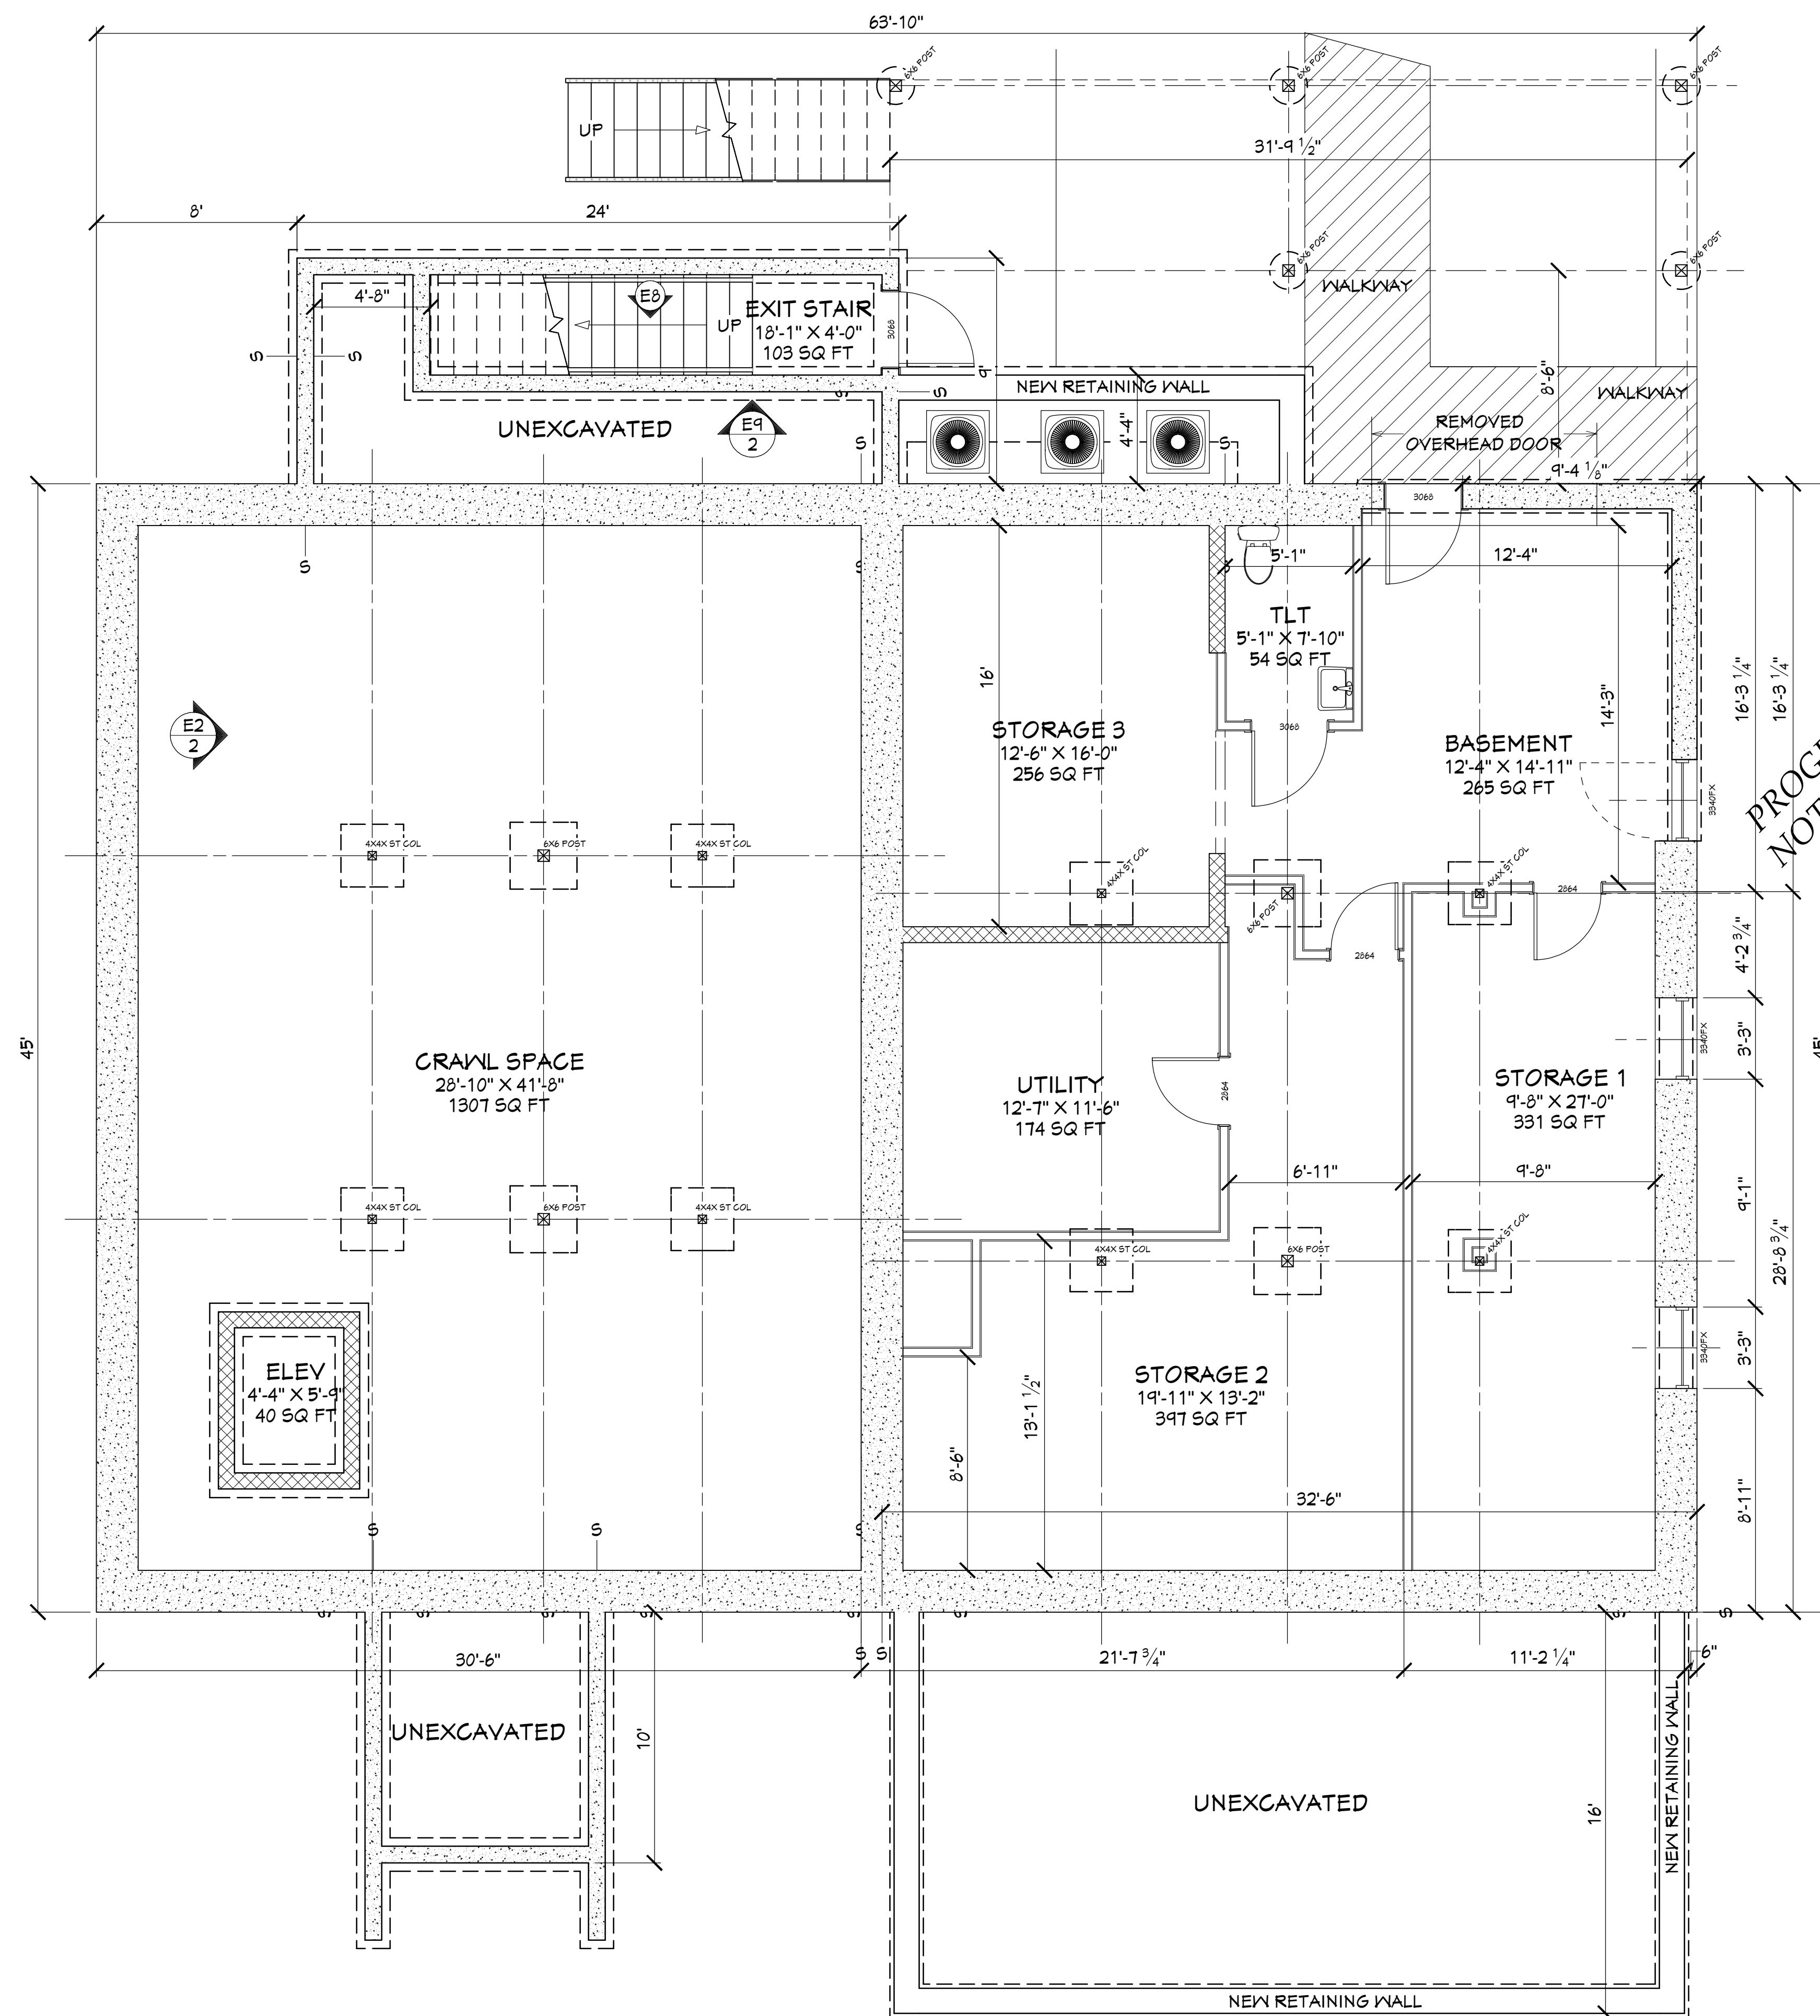 63'-10"
6X6 POST
6X6 POST
6X6 POST
UP
31'-9 1/2"
8'
24'
6X6 POST
6X6 POST
WALKWAY
4'-8"
E8
EXIT STAIR
UP
18'-1" X 4'-0"
103 SQ FT
3068
S
S
9'
NEW RETAINING WALL
8'-6"
WALKWAY
S
S
UNEXCAVATED
E9
2
4'-4"
REMOVED
OVERHEAD DOOR
S
S
9'-4 1/8"
3068
S
S
S
5'-1"
12'-4"
TLT
5'-1" X 7'-10"
54 SQ FT
16'
14'-3"
16'-3 1/4"
16'-3 1/4"
E2
2
STORAGE 3
12'-6" X 16'-0"
256 SQ FT
3068
BASEMENT
12'-4" X 14'-11"
265 SQ FT
3340FX
PROG
NOT
4X4X ST COL
6X6 POST
4X4X ST COL
4X4X ST COL
6X6 POST
4X4X ST COL
2864
2864
4'-2 3/4"
45'
CRAWL SPACE
28'-10" X 41'-8"
1307 SQ FT
UTILITY
12'-7" X 11'-6"
174 SQ FT
2864
STORAGE 1
9'-8" X 27'-0"
331 SQ FT
3340FX
3'-3"
45'
6'-11"
9'-8"
9'-1"
28'-8 3/4"
4X4X ST COL
6X6 POST
4X4X ST COL
4X4X ST COL
6X6 POST
4X4X ST COL
ELEV
4'-4" X 5'-9"
40 SQ FT
STORAGE 2
19'-11" X 13'-2"
397 SQ FT
3340FX
3'-3"
13'-1 1/2"
8'-6"
32'-6"
8'-11"
S
S
S
S
S
S
S
S
S
S
S
30'-6"
S
S
21'-7 3/4"
11'-2 1/4"
6"
UNEXCAVATED
10'
UNEXCAVATED
16'
NEW RETAINING WALL
NEW RETAINING WALL